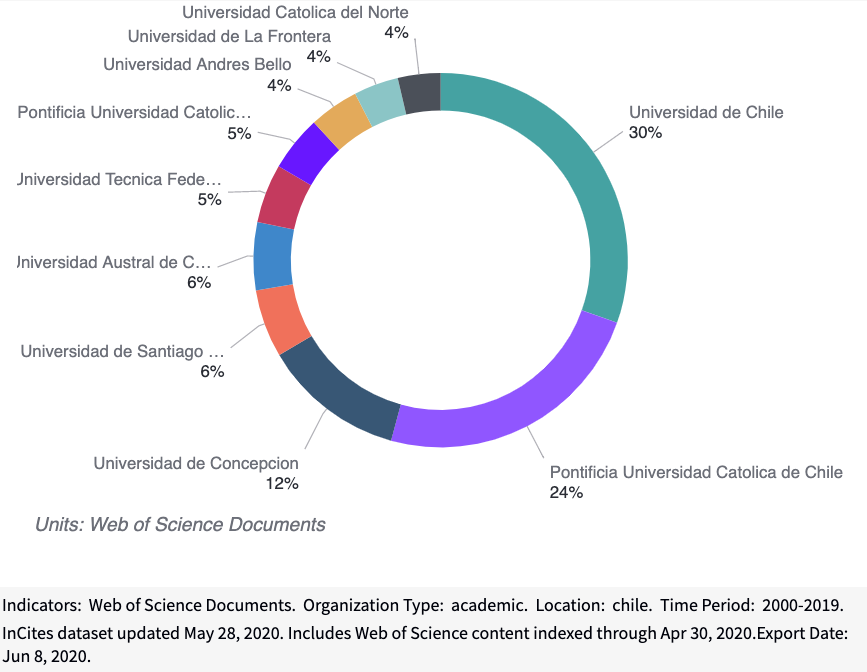 Universidad Catolica del Norte
4%
Universidad de La Frontera
4%
Universidad Andres Bello
4%
Pontificia Universidad Catolic...
5%
Universidad Tecnica Fede...
5%
Universidad Austral de C...
6%
Universidad de Santiago ...
6%
Universidad de Concepcion
12%
Universidad de Chile
30%
Pontificia Universidad Catolica de Chile
24%
Units: Web of Science Documents
Indicators: Web of Science Documents. Organization Type: academic. Location: chile. Time Period: 2000-2019.
InCites dataset updated May 28, 2020. Includes Web of Science content indexed through Apr 30, 2020.Export Date:
Jun 8, 2020.